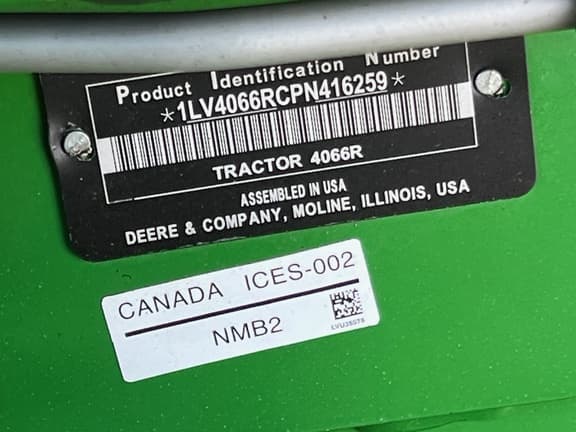 Product Identification Number
*1LV4066RCPN416259*
TRACTOR 4066R
ASSEMBLED IN USA
DEERE & COMPANY, MOLINE, ILLINOIS, USA
CANADA ICES-002
NMB2